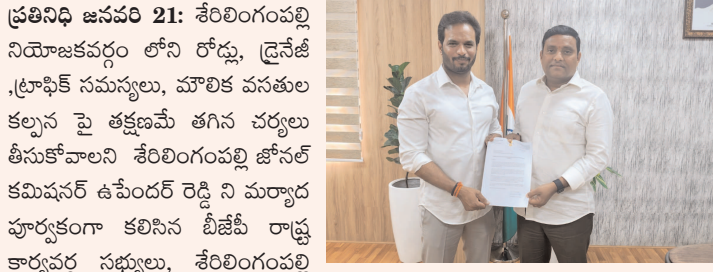 ప్రతినిధి జనవరి 21: శేరిలింగంపల్లి
నియోజకవర్గం లోని రోడ్లు, డ్రైనేజీ
,ట్రాఫిక్ సమస్యలు, మౌలిక వసతుల
కల్పన పై తక్షణమే తగిన చర్యలు
తీసుకోవాలని శేరిలింగంపల్లి జోనల్
కమిషనర్ ఉపేందర్ రెడ్డి ని మర్యాద
పూర్వకంగా కలిసిన బీజేపీ రాష్ట్ర
కార్యవర్గ సభ్యులు, శేరిలింగంపల్లి